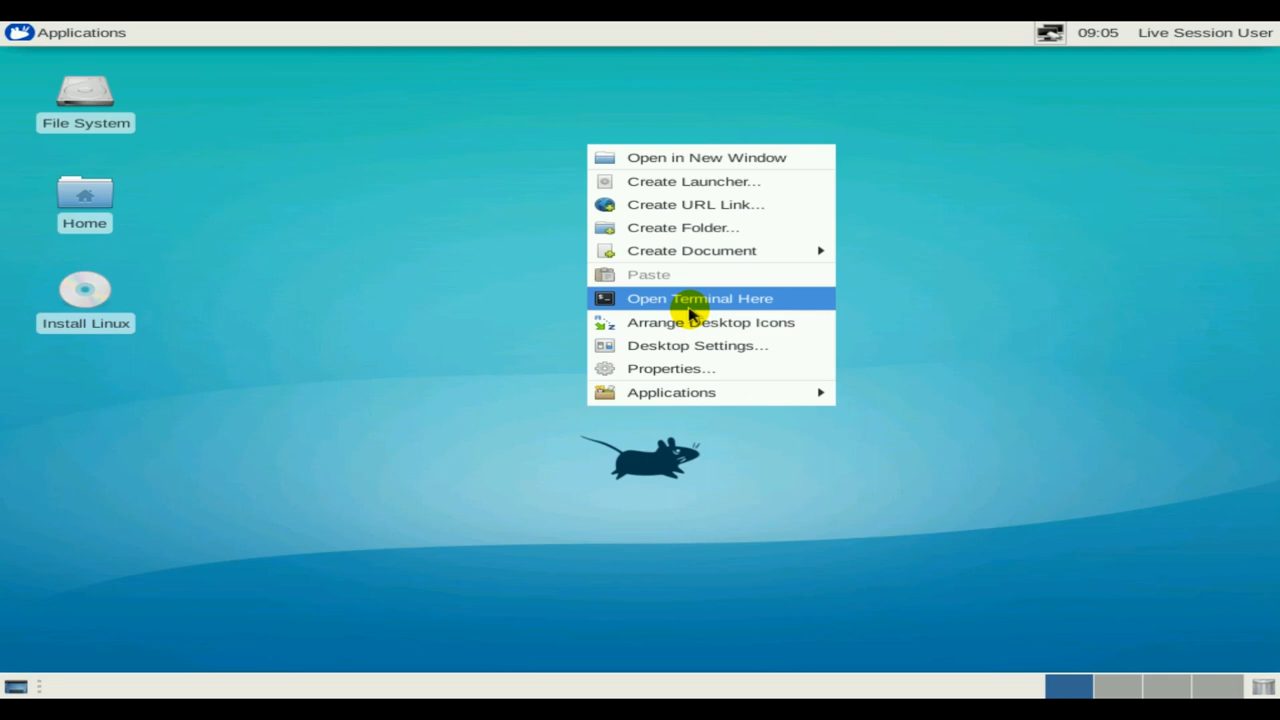 Applications
09:05
Live Session User
File System
Home
Install Linux
Open in New Window
Create Launcher...
Create URL Link...
Create Folder...
Create Document
Paste
Open Terminal Here
Arrange Desktop Icons
Desktop Settings...
Properties...
Applications